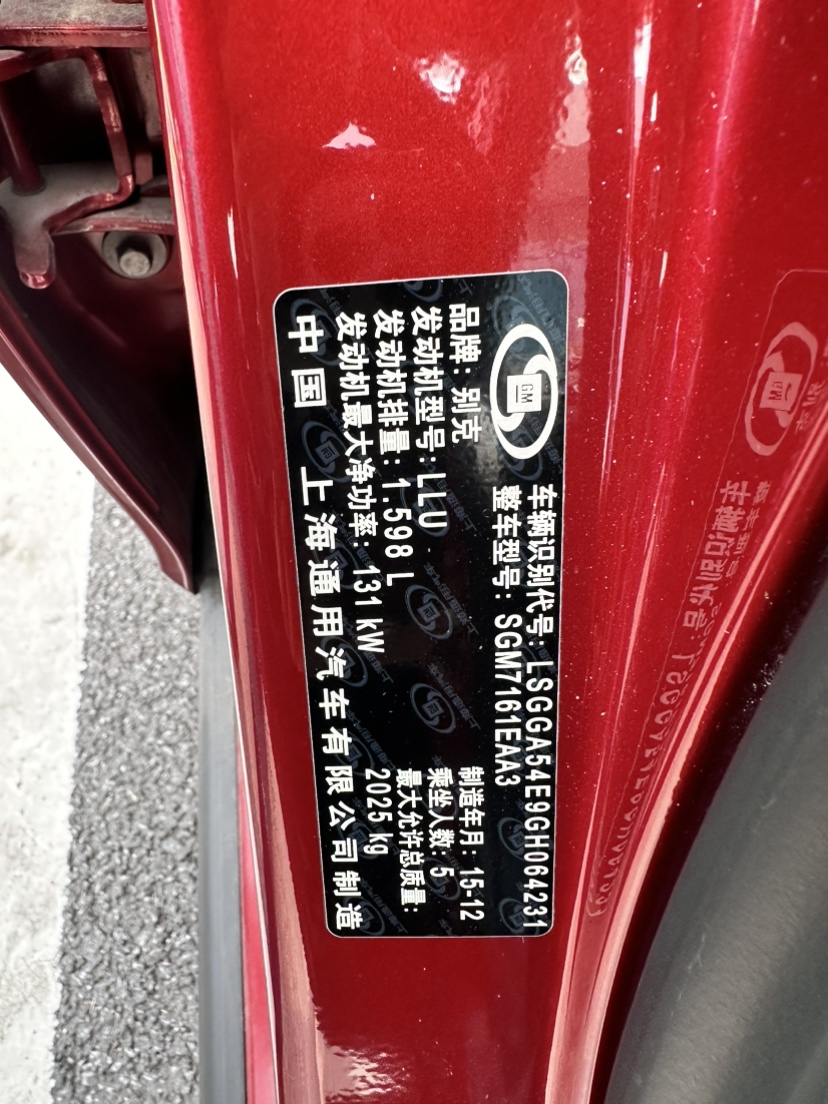 GM
车辆识别代号: LSGGA54E9GH064231
整车型号: SGM7161EAA3
品牌: 别克
制造年月: 15-12
发动机型号: LLU
乘坐人数: 5
发动机排量: 1.598 L
最大允许总质量:
2025 kg
发动机最大净功率: 131 kW
中国 上海通用汽车有限公司制造